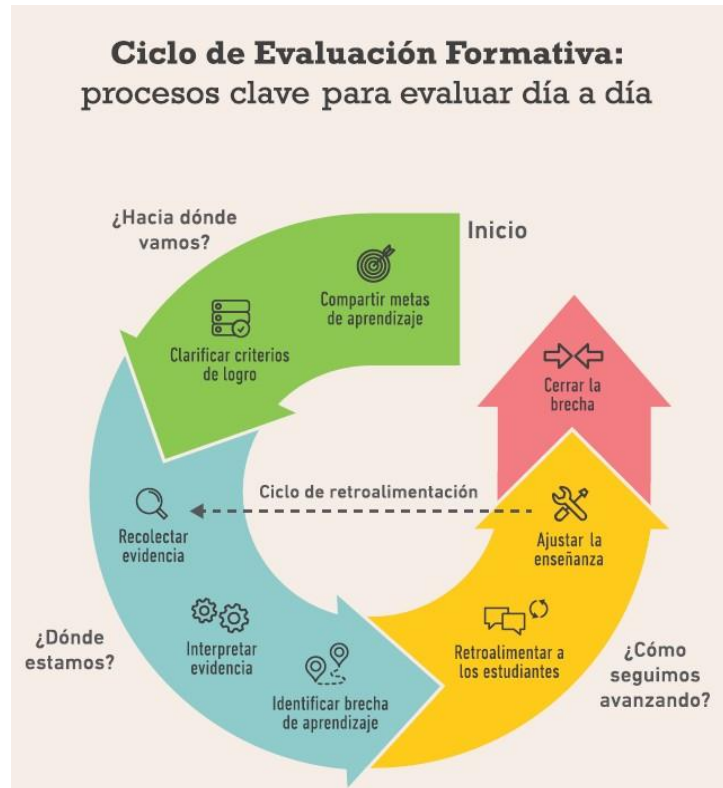 Ciclo de Evaluación Formativa:
procesos clave para evaluar día a día
¿Hacia dónde
vamos?
Inicio
Compartir metas
de aprendizaje
Clarificar criterios
de logro
Cerrar la
brecha
Ciclo de retroalimentación
Recolectar
evidencia
Ajustar la
enseñanza
¿Dónde
estamos?
Interpretar
evidencia
Identificar brecha
de aprendizaje
Retroalimentar a
los estudiantes
¿Cómo
seguimos
avanzando?